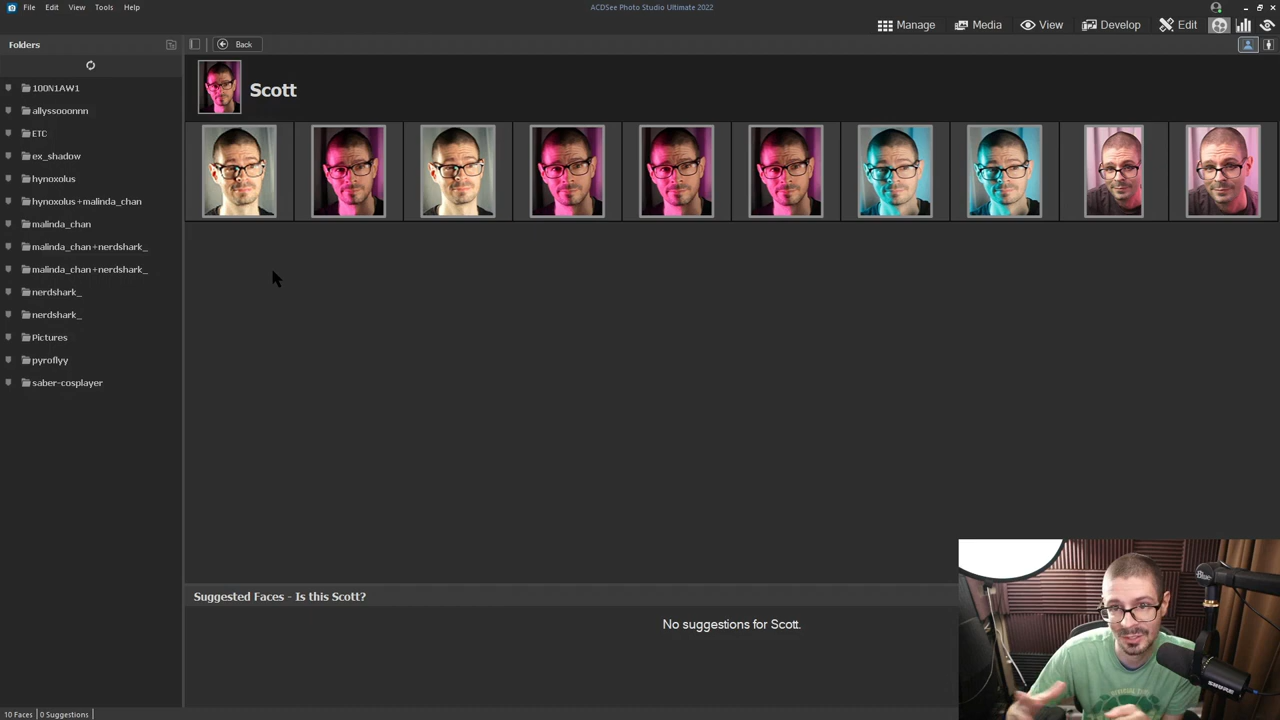 File Edit View Tools Help
ACDSee Photo Studio Ultimate 2022
Manage Media View Develop Edit
Folders
Back
100N1AW1
allyssooonnn
ETC
ex_shadow
hynoxolus
hynoxolus+malinda_chan
malinda_chan
malinda_chan+nerdshark_
malinda_chan+nerdshark_
nerdshark_
nerdshark_
Pictures
pyroflyy
saber-cosplayer
Scott
Suggested Faces - Is this Scott?
No suggestions for Scott.
Blue
SHURE
10 Faces 0 Suggestions